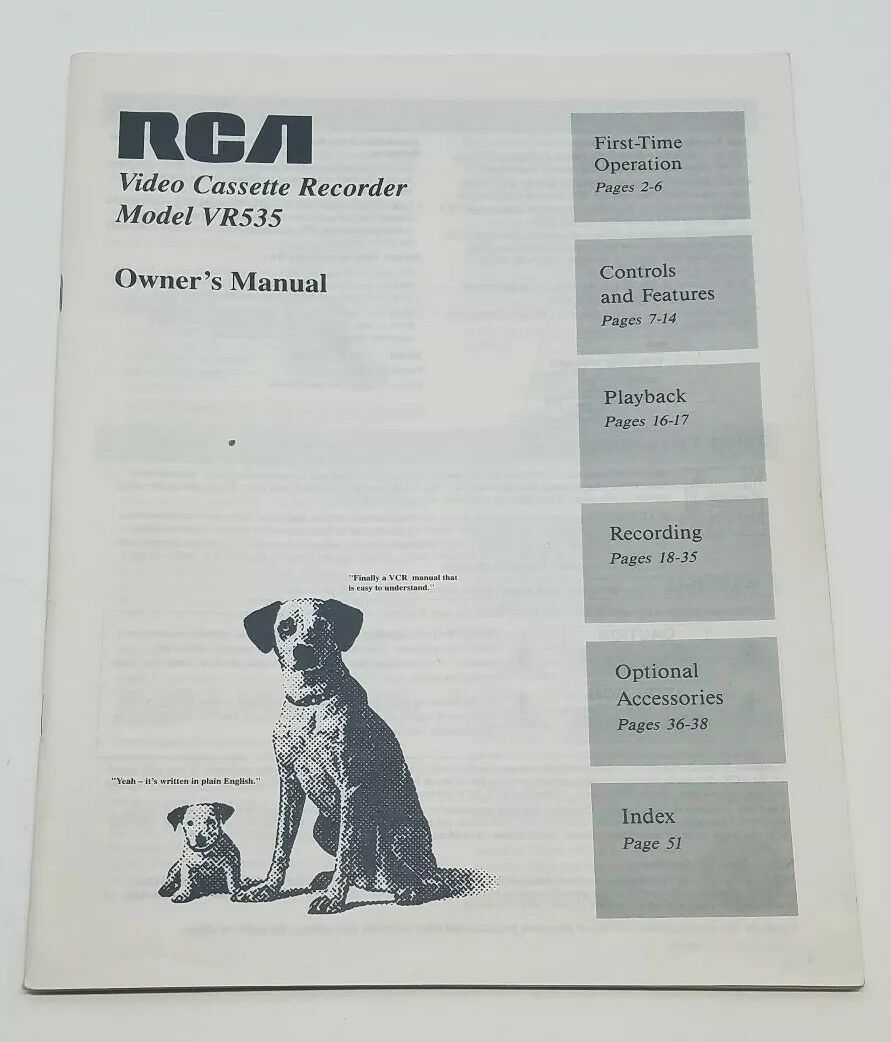 RCA
Video Cassette Recorder
Model VR535
Owner's Manual
"Finally a VCR manual that
is easy to understand."
"Yeah – it's written in plain English."
First-Time
Operation
Pages 2-6
Controls
and Features
Pages 7-14
Playback
Pages 16-17
Recording
Pages 18-35
Optional
Accessories
Pages 36-38
Index
Page 51